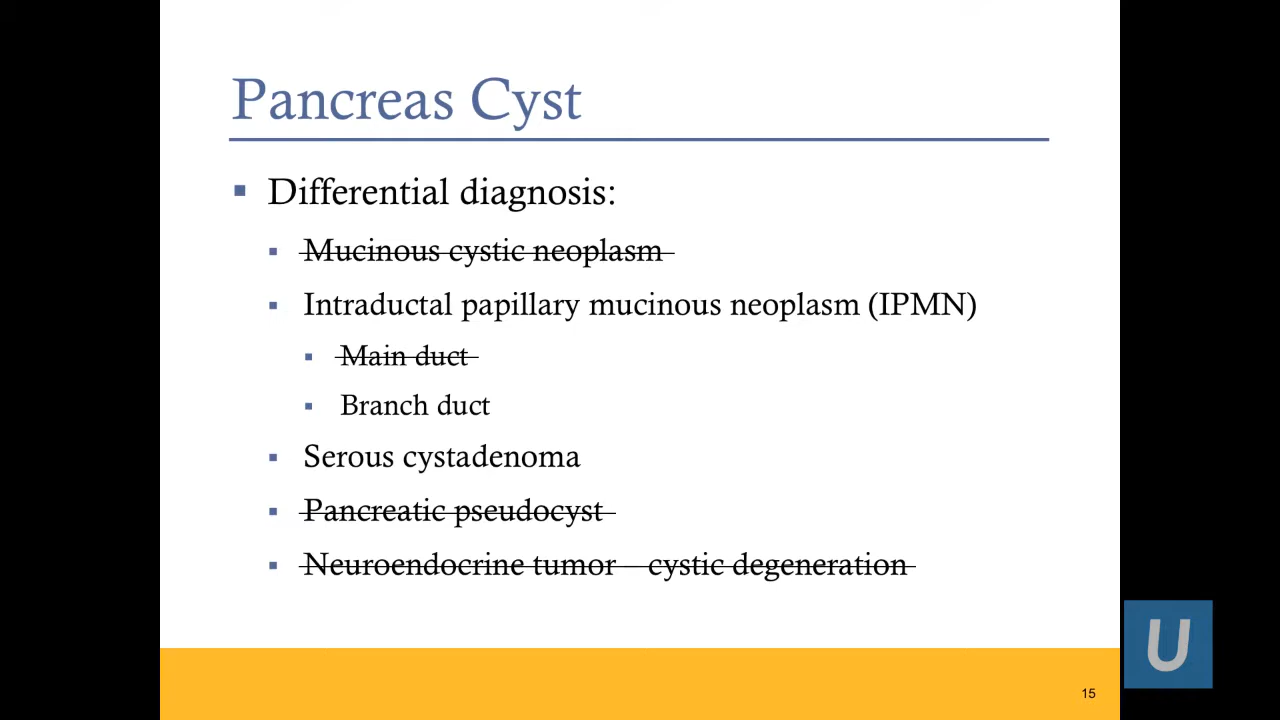 Pancreas Cyst
Differential diagnosis:
Mucinous cystic neoplasm
Intraductal papillary mucinous neoplasm (IPMN)
Main duct
Branch duct
Serous cystadenoma
Pancreatic pseudocyst
Neuroendocrine tumor – cystic degeneration
15
U